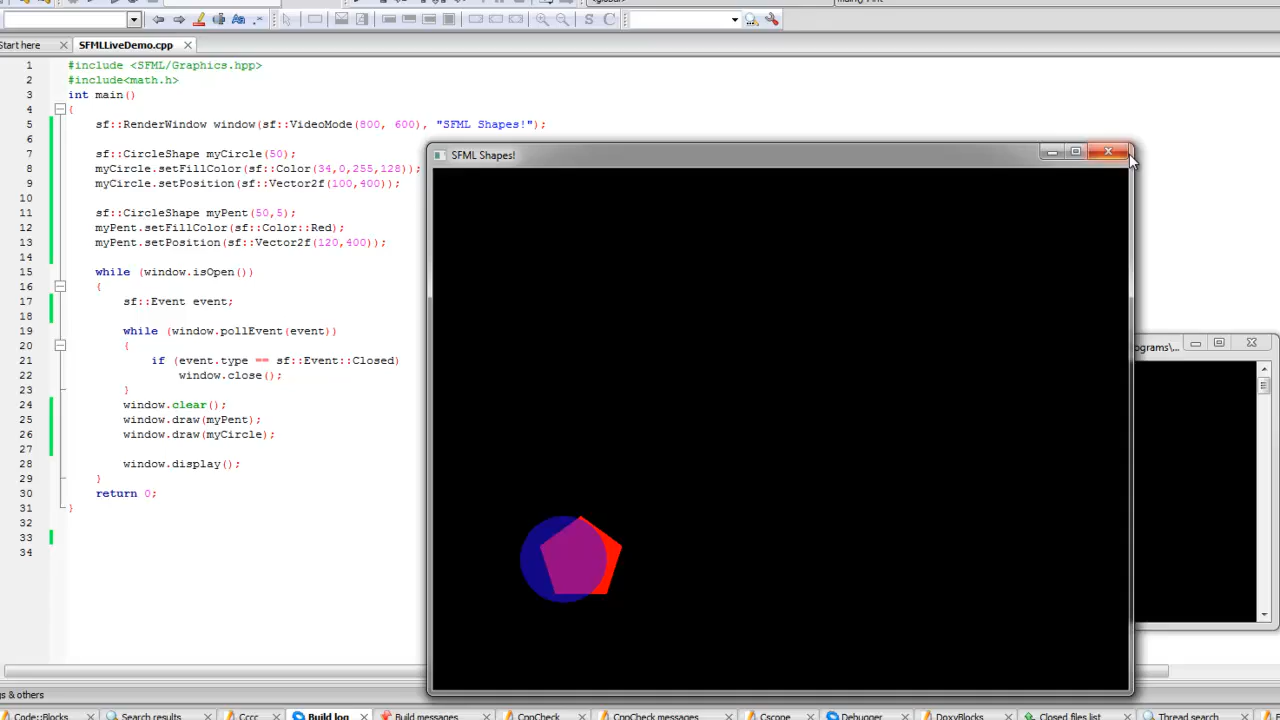 Start here SFMLLiveDemo.cpp
1 #include <SFML/Graphics.hpp>
2 #include<math.h>
3 int main()
4 {
5 sf::RenderWindow window(sf::VideoMode(800, 600), "SFML Shapes!");
6
7 sf::CircleShape myCircle(50);
8 myCircle.setFillColor(sf::Color(34,0,255,128));
9 myCircle.setPosition(sf::Vector2f(100,400));
10
11 sf::CircleShape myPent(50,5);
12 myPent.setFillColor(sf::Color::Red);
13 myPent.setPosition(sf::Vector2f(120,400));
14
15 while (window.isOpen())
16 {
17 sf::Event event;
18
19 while (window.pollEvent(event))
20 {
21 if (event.type == sf::Event::Closed)
22 window.close();
23 }
24 window.clear();
25 window.draw(myPent);
26 window.draw(myCircle);
27
28 window.display();
29 }
30 return 0;
31 }
32
33
34
SFML Shapes!
ograms\...
gs & others
Code::Blocks Search results Cccc Build log Build messages CppCheck CppCheck messages Cscope Debugger DoxyBlocks Closed files list Thread search